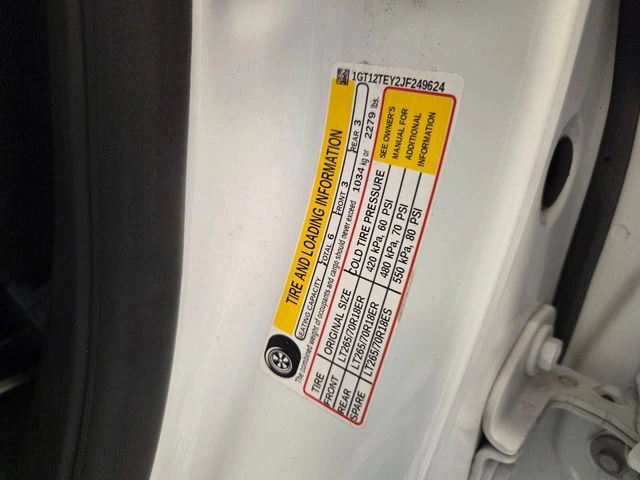 1GT12TEY2JF249624
TIRE AND LOADING INFORMATION
SEATING CAPACITY TOTAL 6 FRONT 3 REAR 3
The combined weight of occupants and cargo should never exceed 1034 kg or 2279 lbs.
TIRE ORIGINAL SIZE COLD TIRE PRESSURE
FRONT LT265/70R18ER 420 kPa, 60 PSI
REAR LT265/70R18ER 480 kPa, 70 PSI
SPARE LT265/70R18ES 550 kPa, 80 PSI
SEE OWNER'S
MANUAL FOR
ADDITIONAL
INFORMATION